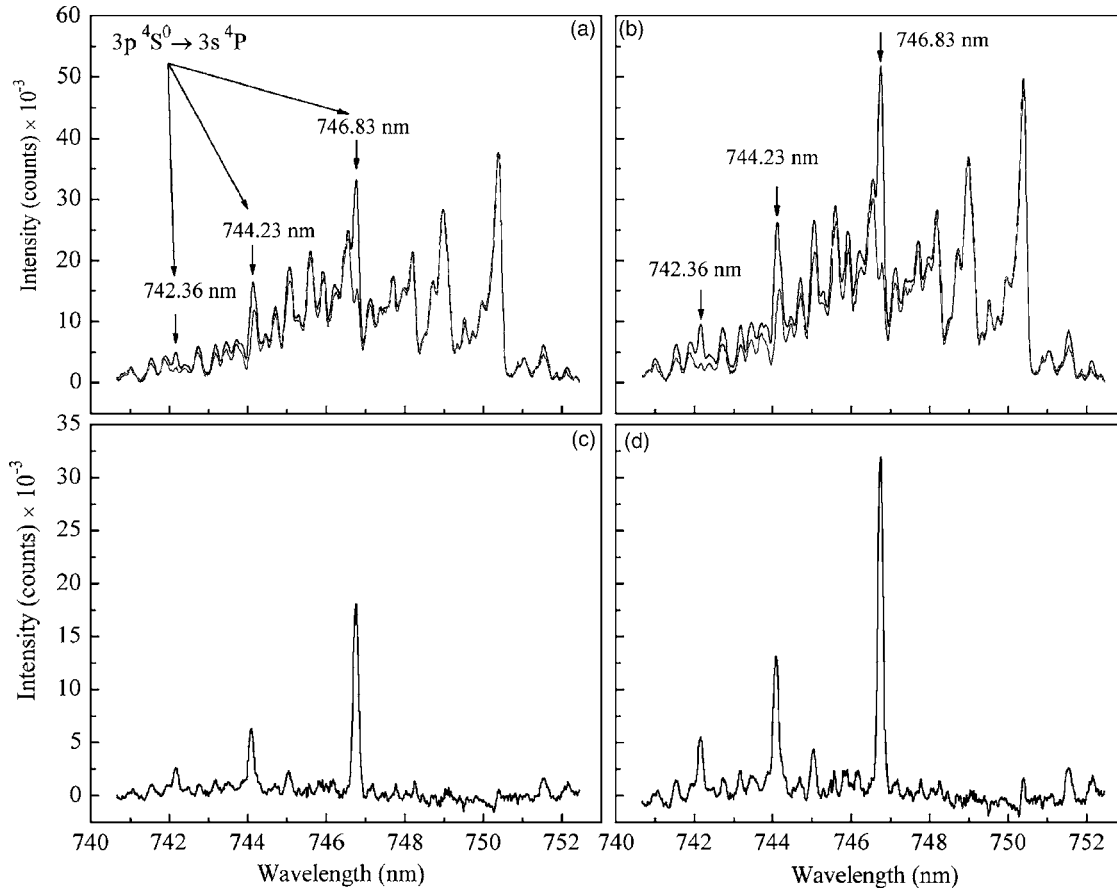 3p ⁴S⁰ → 3s ⁴P
(a)
746.83 nm
744.23 nm
742.36 nm
60
50
40
30
20
10
0
Intensity (counts) × 10⁻³
(b)
746.83 nm
744.23 nm
742.36 nm
(c)
35
30
25
20
15
10
5
0
Intensity (counts) × 10⁻³
740 742 744 746 748 750
Wavelength (nm)
(d)
740 742 744 746 748 750 752
Wavelength (nm)